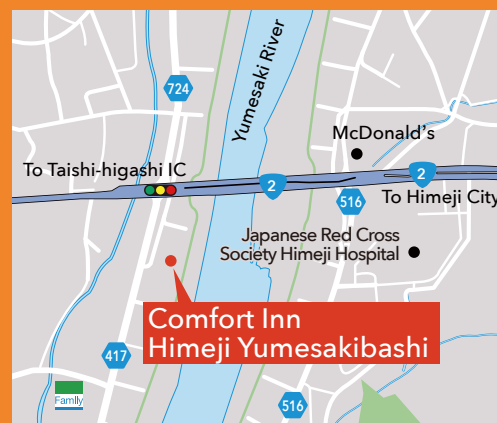 724
Yumesaki River
McDonald's
To Taishi-higashi IC
2
2
516
To Himeji City
Japanese Red Cross
Society Himeji Hospital
Comfort Inn
Himeji Yumesakibashi
417
Famlly
516